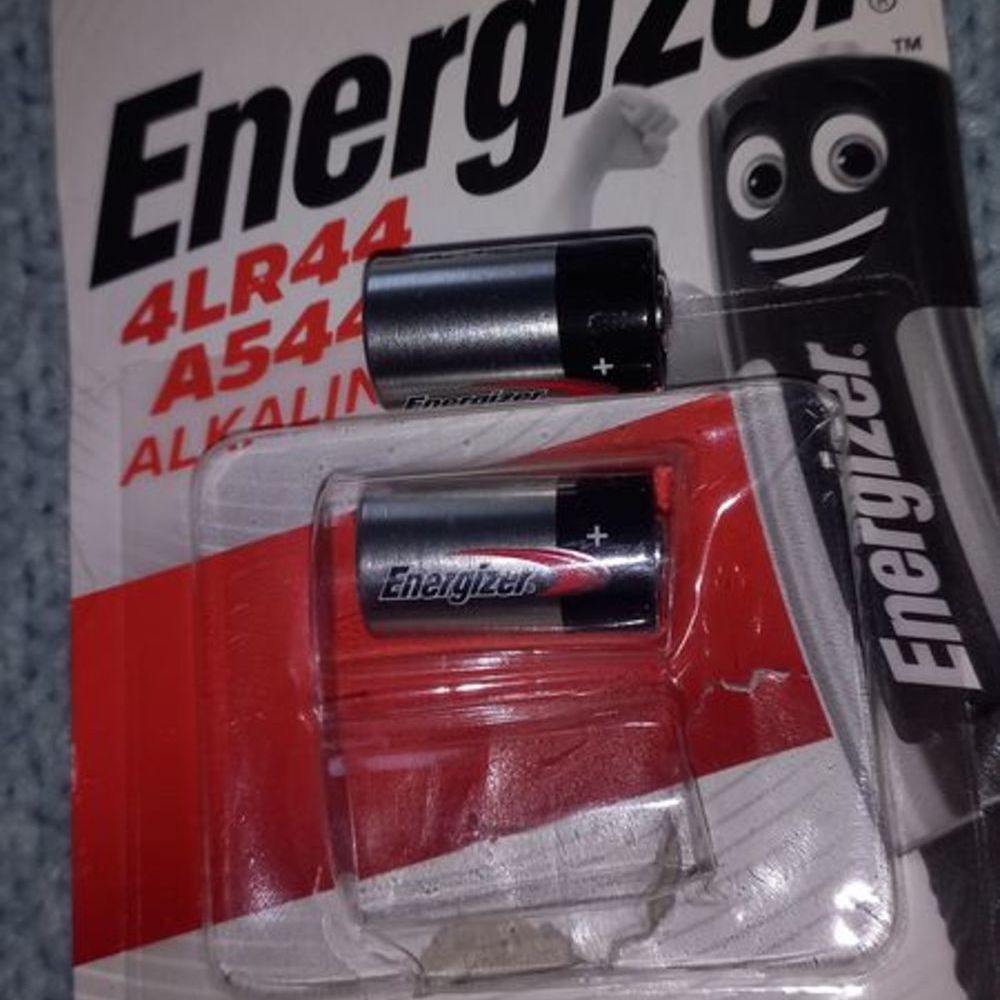 Energizer®
™
4LR44
A544
ALKALIN
+
Energizer
+
Energizer.
Energizer.